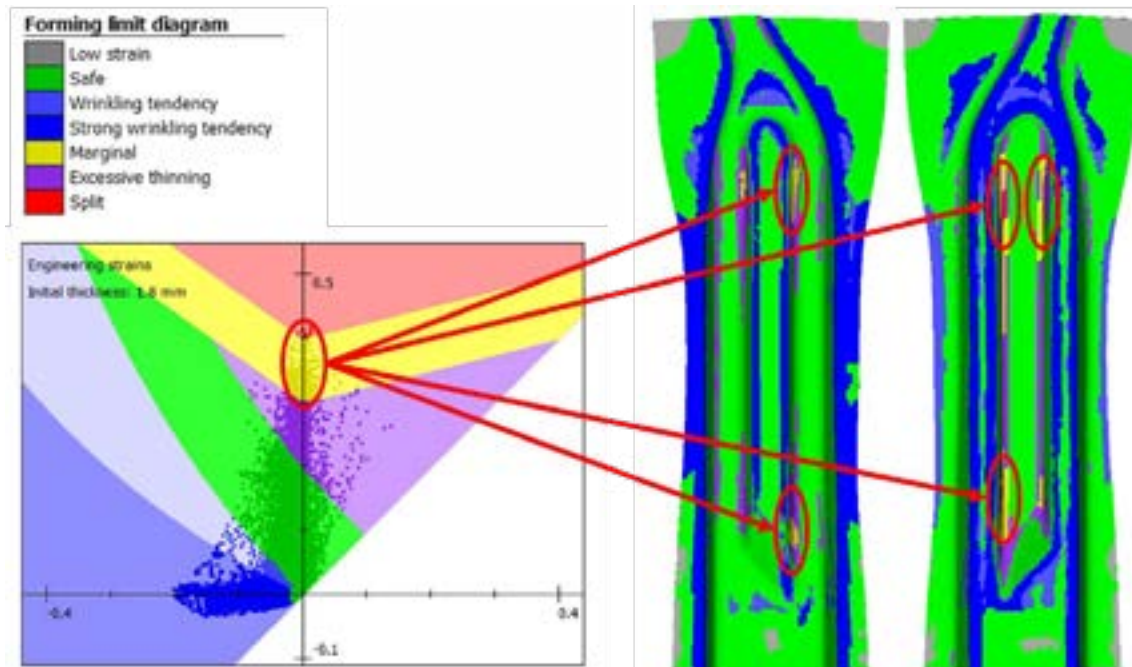 Forming limit diagram
Low strain
Safe
Wrinkling tendency
Strong wrinkling tendency
Marginal
Excessive thinning
Split
Engineering strains
Initial thickness: 1.8 mm
0.5
-0.4
0.4
-0.1